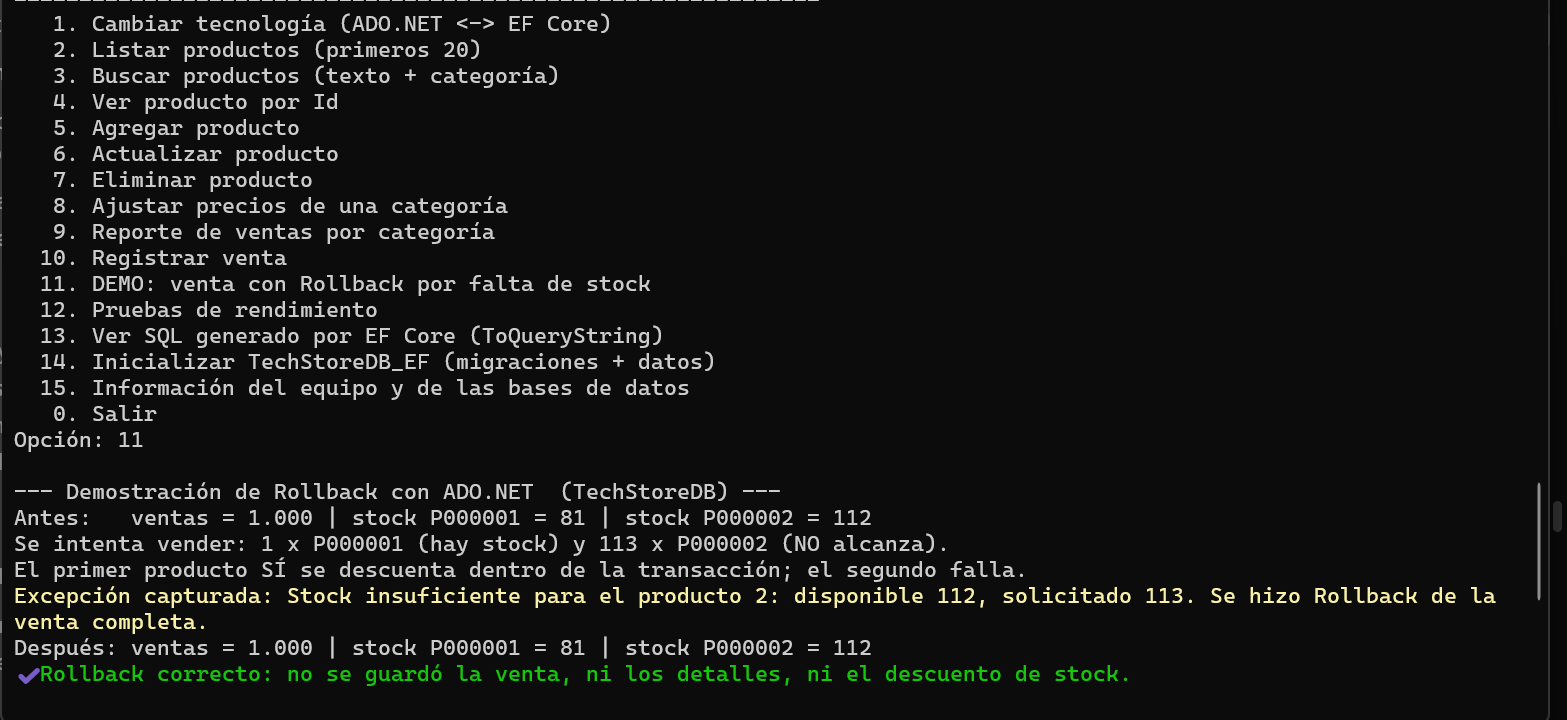 1. Cambiar tecnología (ADO.NET <-> EF Core)
2. Listar productos (primeros 20)
3. Buscar productos (texto + categoría)
4. Ver producto por Id
5. Agregar producto
6. Actualizar producto
7. Eliminar producto
8. Ajustar precios de una categoría
9. Reporte de ventas por categoría
10. Registrar venta
11. DEMO: venta con Rollback por falta de stock
12. Pruebas de rendimiento
13. Ver SQL generado por EF Core (ToQueryString)
14. Inicializar TechStoreDB_EF (migraciones + datos)
15. Información del equipo y de las bases de datos
0. Salir
Opción: 11
--- Demostración de Rollback con ADO.NET  (TechStoreDB) ---
Antes:   ventas = 1.000 | stock P000001 = 81 | stock P000002 = 112
Se intenta vender: 1 x P000001 (hay stock) y 113 x P000002 (NO alcanza).
El primer producto SÍ se descuenta dentro de la transacción; el segundo falla.
Excepción capturada: Stock insuficiente para el producto 2: disponible 112, solicitado 113. Se hizo Rollback de la
venta completa.
Después: ventas = 1.000 | stock P000001 = 81 | stock P000002 = 112
✔Rollback correcto: no se guardó la venta, ni los detalles, ni el descuento de stock.